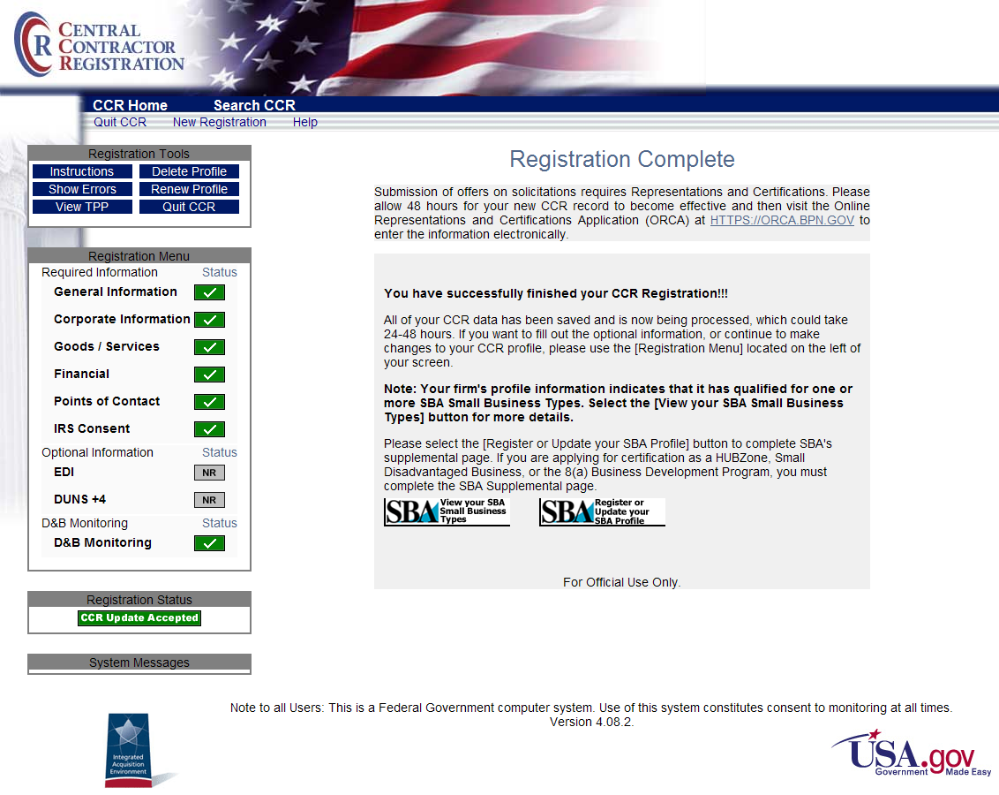 CENTRAL
CONTRACTOR
REGISTRATION
CCR Home Search CCR
Quit CCR New Registration Help
Registration Tools
Instructions Delete Profile
Show Errors Renew Profile
View TPP Quit CCR
Registration Menu
Required Information Status
General Information
Corporate Information
Goods / Services
Financial
Points of Contact
IRS Consent
Optional Information Status
EDI NR
DUNS +4 NR
D&B Monitoring Status
D&B Monitoring
Registration Status
CCR Update Accepted
System Messages
Registration Complete
Submission of offers on solicitations requires Representations and Certifications. Please
allow 48 hours for your new CCR record to become effective and then visit the Online
Representations and Certifications Application (ORCA) at HTTPS://ORCA.BPN.GOV to
enter the information electronically.
You have successfully finished your CCR Registration!!!
All of your CCR data has been saved and is now being processed, which could take
24-48 hours. If you want to fill out the optional information, or continue to make
changes to your CCR profile, please use the [Registration Menu] located on the left of
your screen.
Note: Your firm's profile information indicates that it has qualified for one or
more SBA Small Business Types. Select the [View your SBA Small Business
Types] button for more details.
Please select the [Register or Update your SBA Profile] button to complete SBA's
supplemental page. If you are applying for certification as a HUBZone, Small
Disadvantaged Business, or the 8(a) Business Development Program, you must
complete the SBA Supplemental page.
SBA View your SBA
Small Business
Types
SBA Register or
Update your
SBA Profile
For Official Use Only.
Note to all Users: This is a Federal Government computer system. Use of this system constitutes consent to monitoring at all times.
Version 4.08.2.
Integrated
Acquisition
Environment
USA.gov
Government Made Easy